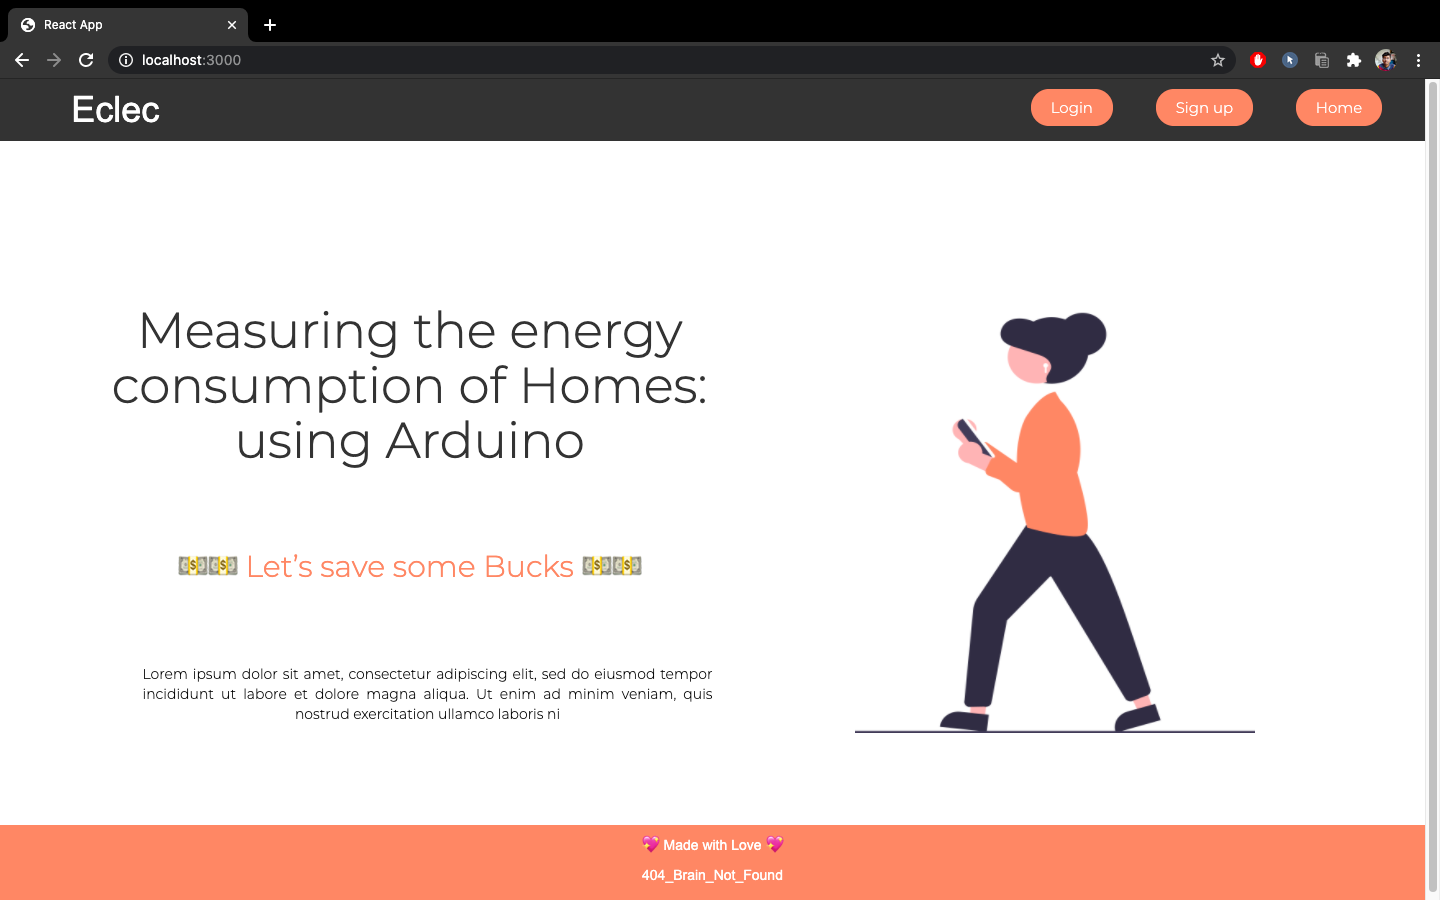 React App
localhost:3000
Eclec
Login
Sign up
Home
Measuring the energy
consumption of Homes:
using Arduino
💵💵 Let’s save some Bucks 💵💵
Lorem ipsum dolor sit amet, consectetur adipiscing elit, sed do eiusmod tempor
incididunt ut labore et dolore magna aliqua. Ut enim ad minim veniam, quis
nostrud exercitation ullamco laboris ni
💖 Made with Love 💖
404_Brain_Not_Found